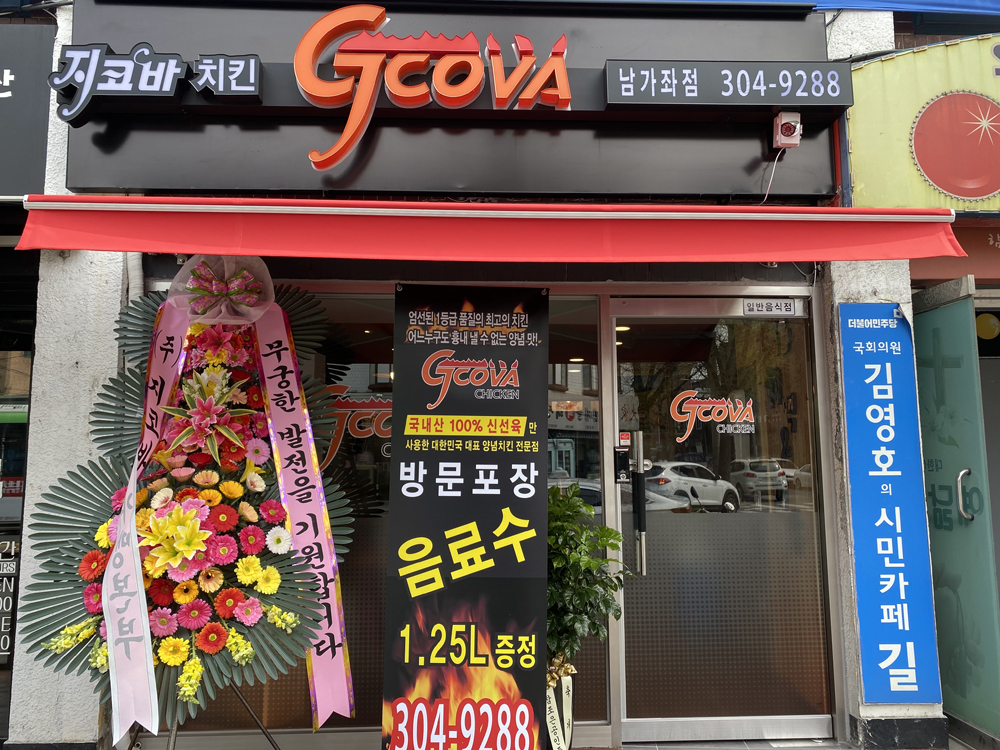 지코바 치킨
GCOVA
남가좌점 304-9288
일반음식점
무궁한 발전을 기원합니다
엄선된 1등급 품질의 최고의 치킨
어느누구도 흉내 낼 수 없는 양념 맛!
GCOVA
CHICKEN
국내산 100% 신선육 만
사용한 대한민국 대표 양념치킨 전문점
방문포장
음료수
1.25L 증정
304-9288
GCOVA
CHICKEN
더불어민주당
국회의원
김영호의 시민카페 길